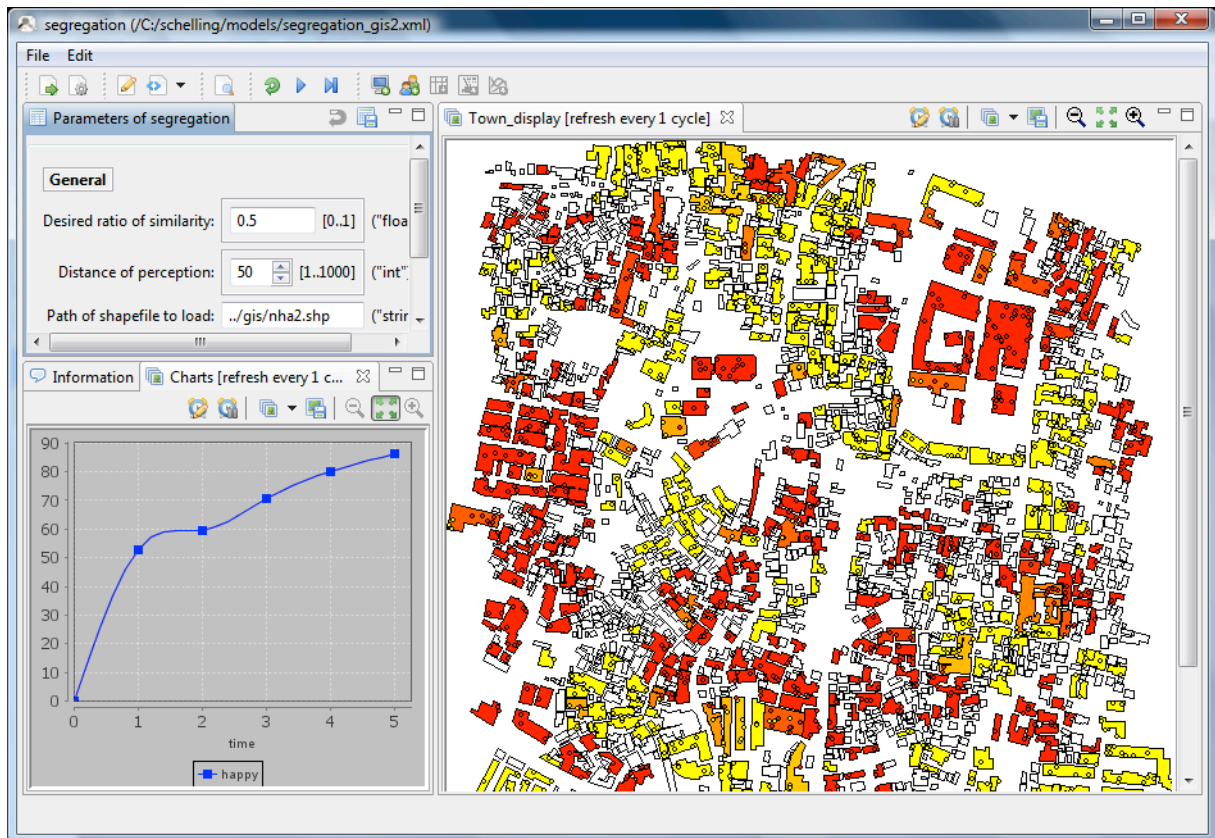 segregation (/C:/schelling/models/segregation_gis2.xml)
File Edit
Parameters of segregation
General
Desired ratio of similarity: 0.5 [0..1] ("floa
Distance of perception: 50 [1..1000] ("int")
Path of shapefile to load: ../gis/nha2.shp ("strin
Information Charts [refresh every 1 c...
90
80
70
60
50
40
30
20
10
0
0 1 2 3 4 5
time
happy
Town_display [refresh every 1 cycle]